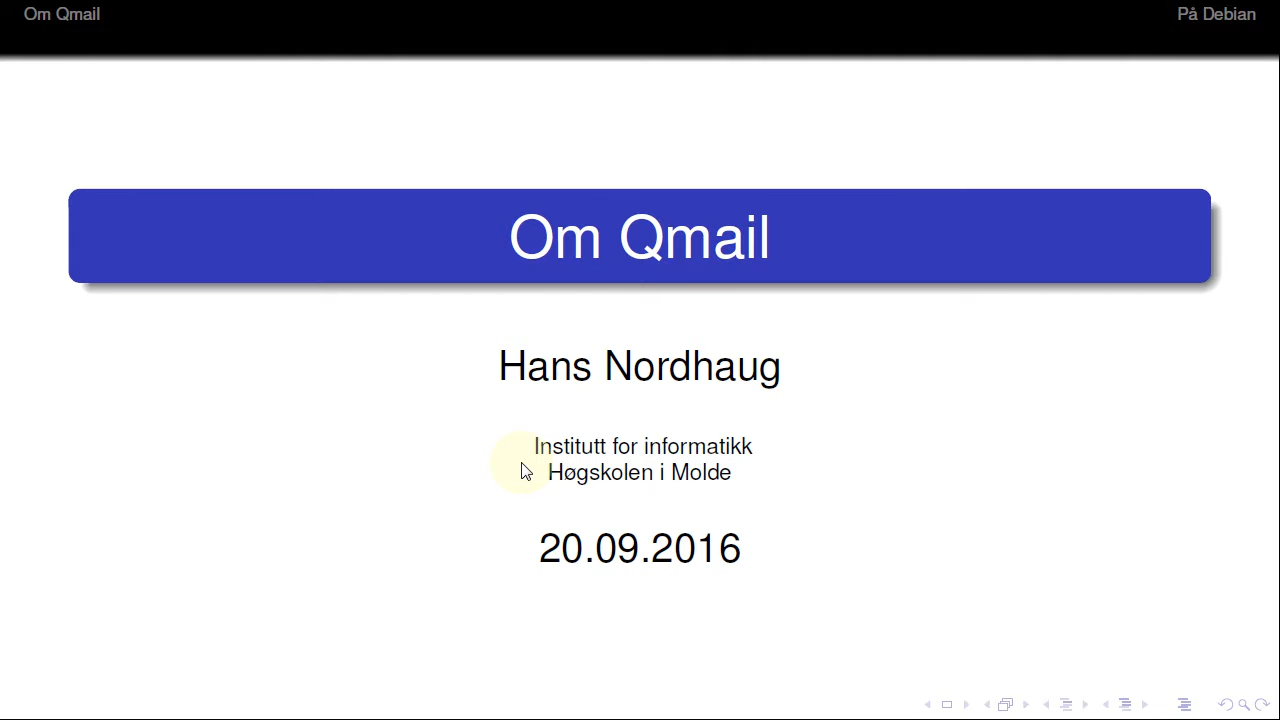 Om Qmail
På Debian
Om Qmail
Hans Nordhaug
Institutt for informatikk
Høgskolen i Molde
20.09.2016